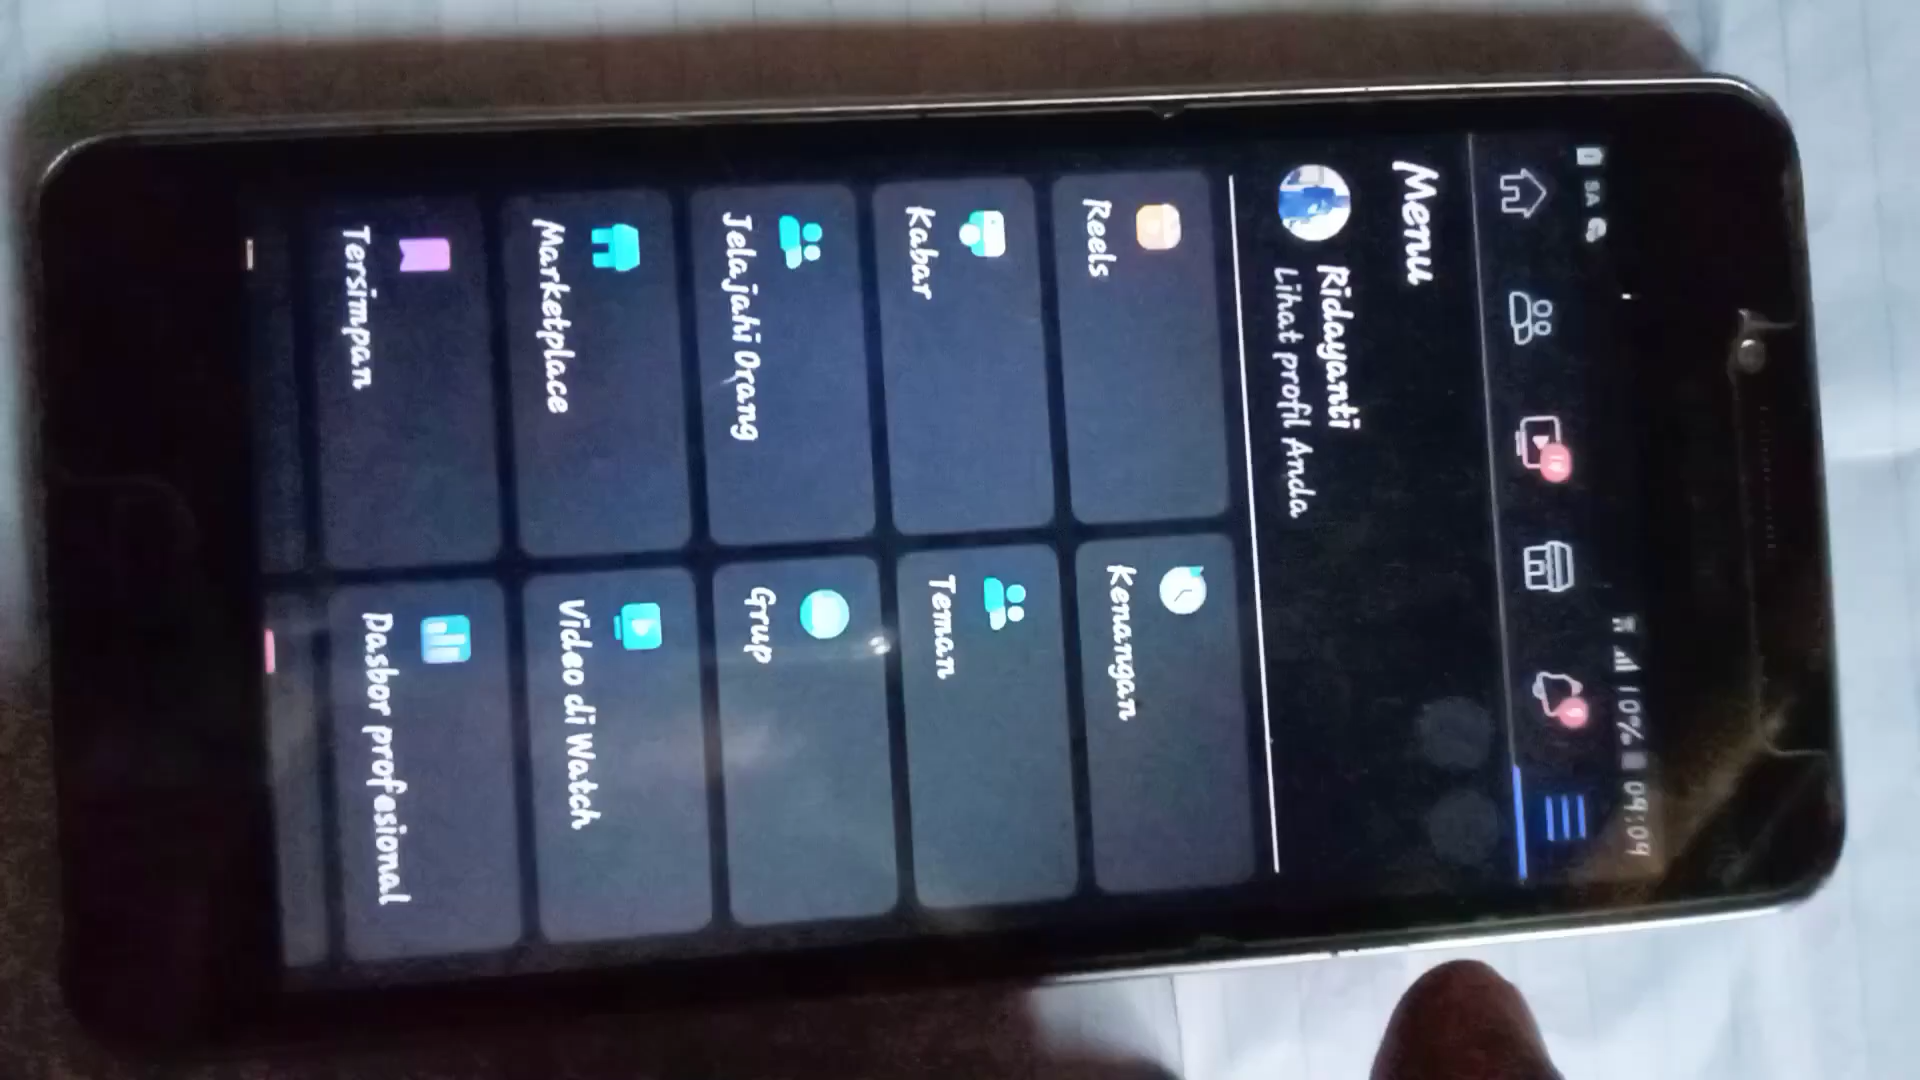 10% 09:09
Menu
Ridayanti
Lihat profil Anda
Reels
Kenangan
Kabar
Teman
Jelajahi Orang
Grup
Marketplace
Video di Watch
Tersimpan
Dasbor profesional